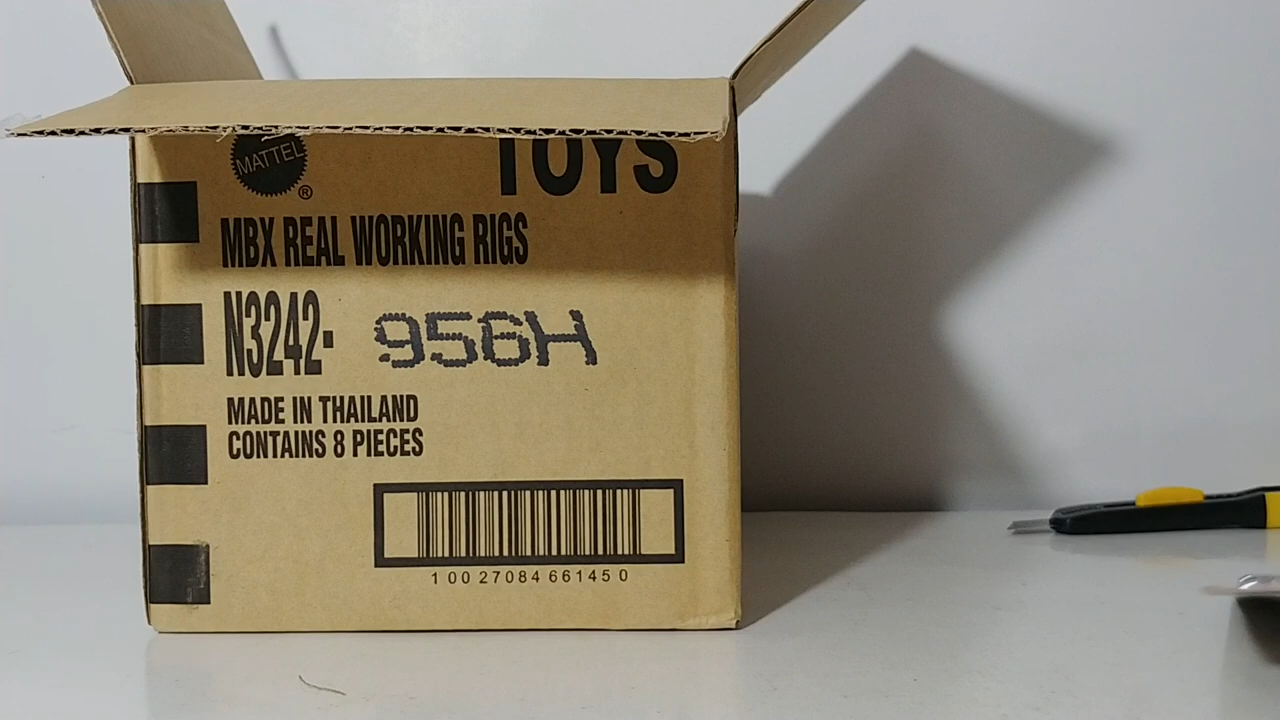 MATTEL
®
TOYS
MBX REAL WORKING RIGS
N3242- 956H
MADE IN THAILAND
CONTAINS 8 PIECES
1 00 27084 66145 0